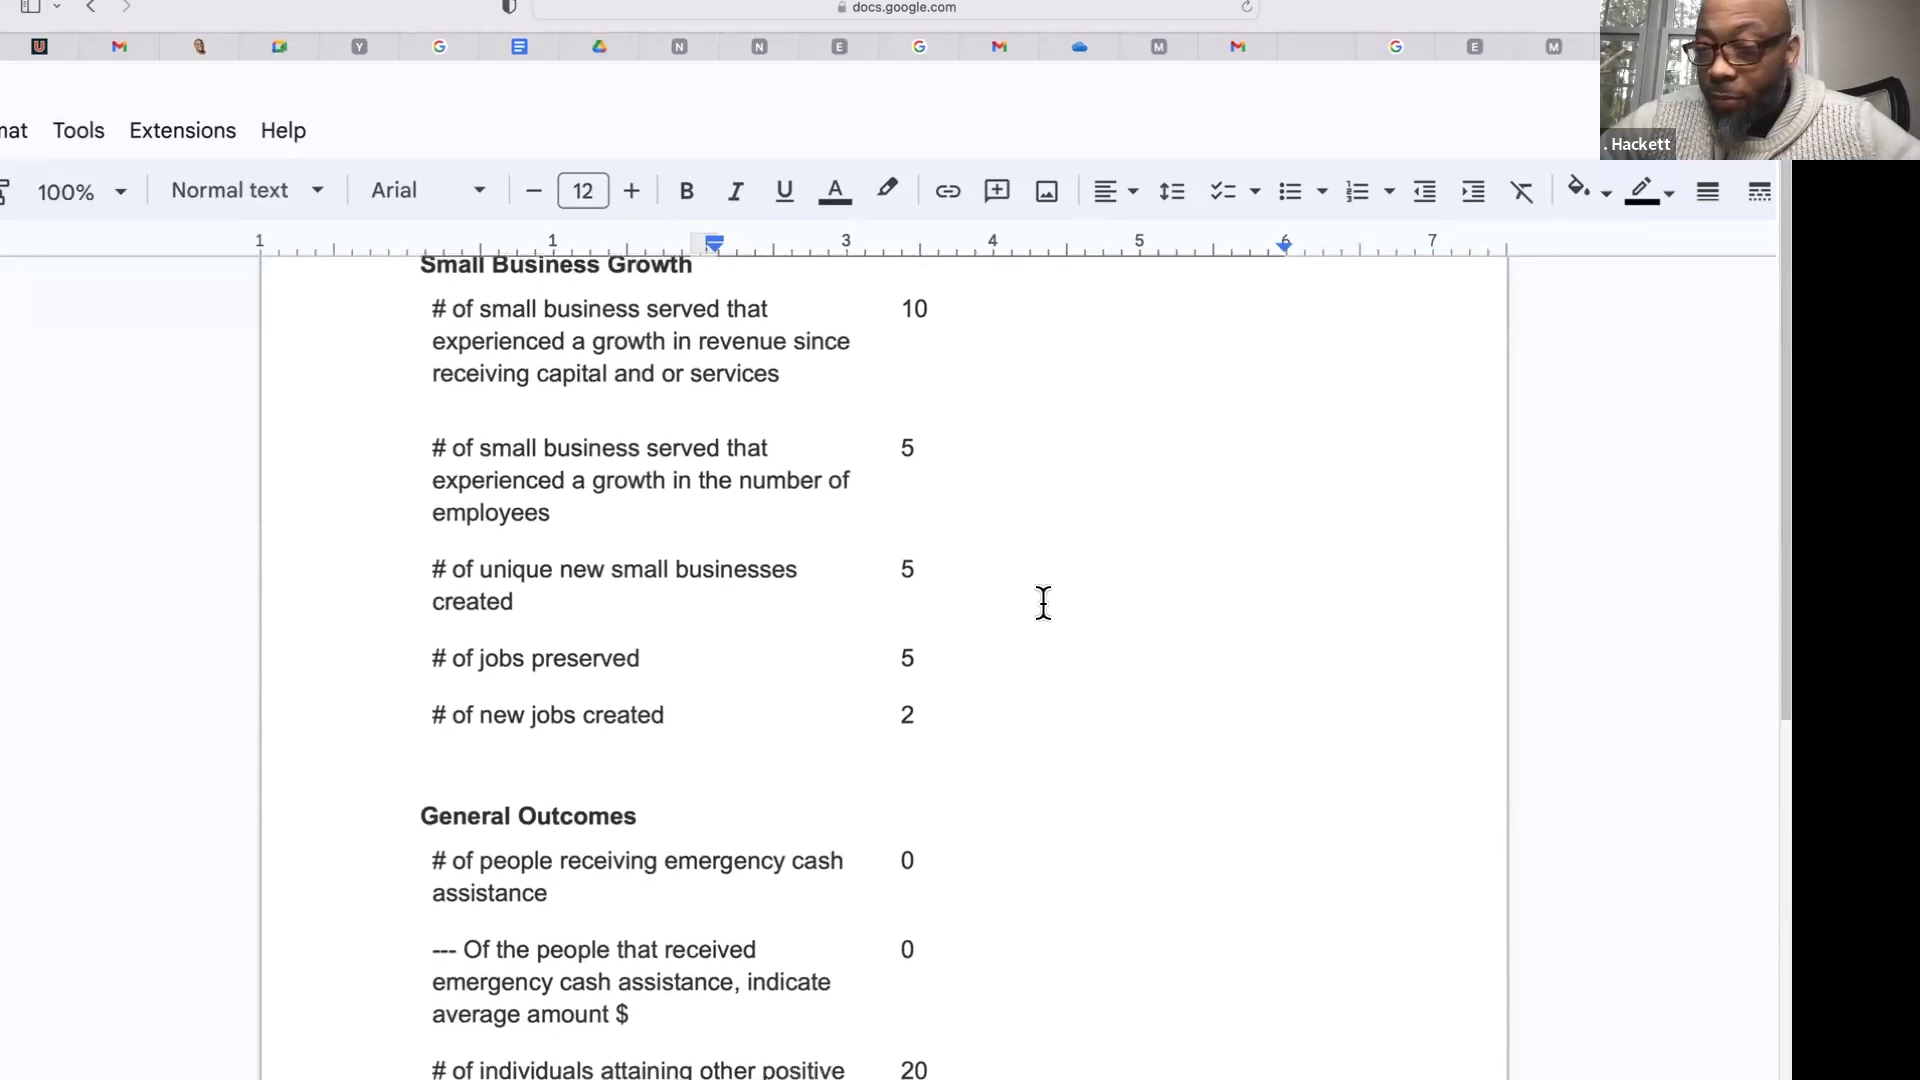 docs.google.com
U Y G N N E G M G E M
. Hackett
mat Tools Extensions Help
100% Normal text Arial – 12 + B I U A
1 1 3 4 5 6 7
Small Business Growth
# of small business served that 10
experienced a growth in revenue since
receiving capital and or services
# of small business served that 5
experienced a growth in the number of
employees
# of unique new small businesses 5
created
# of jobs preserved 5
# of new jobs created 2
General Outcomes
# of people receiving emergency cash 0
assistance
--- Of the people that received 0
emergency cash assistance, indicate
average amount $
# of individuals attaining other positive 20